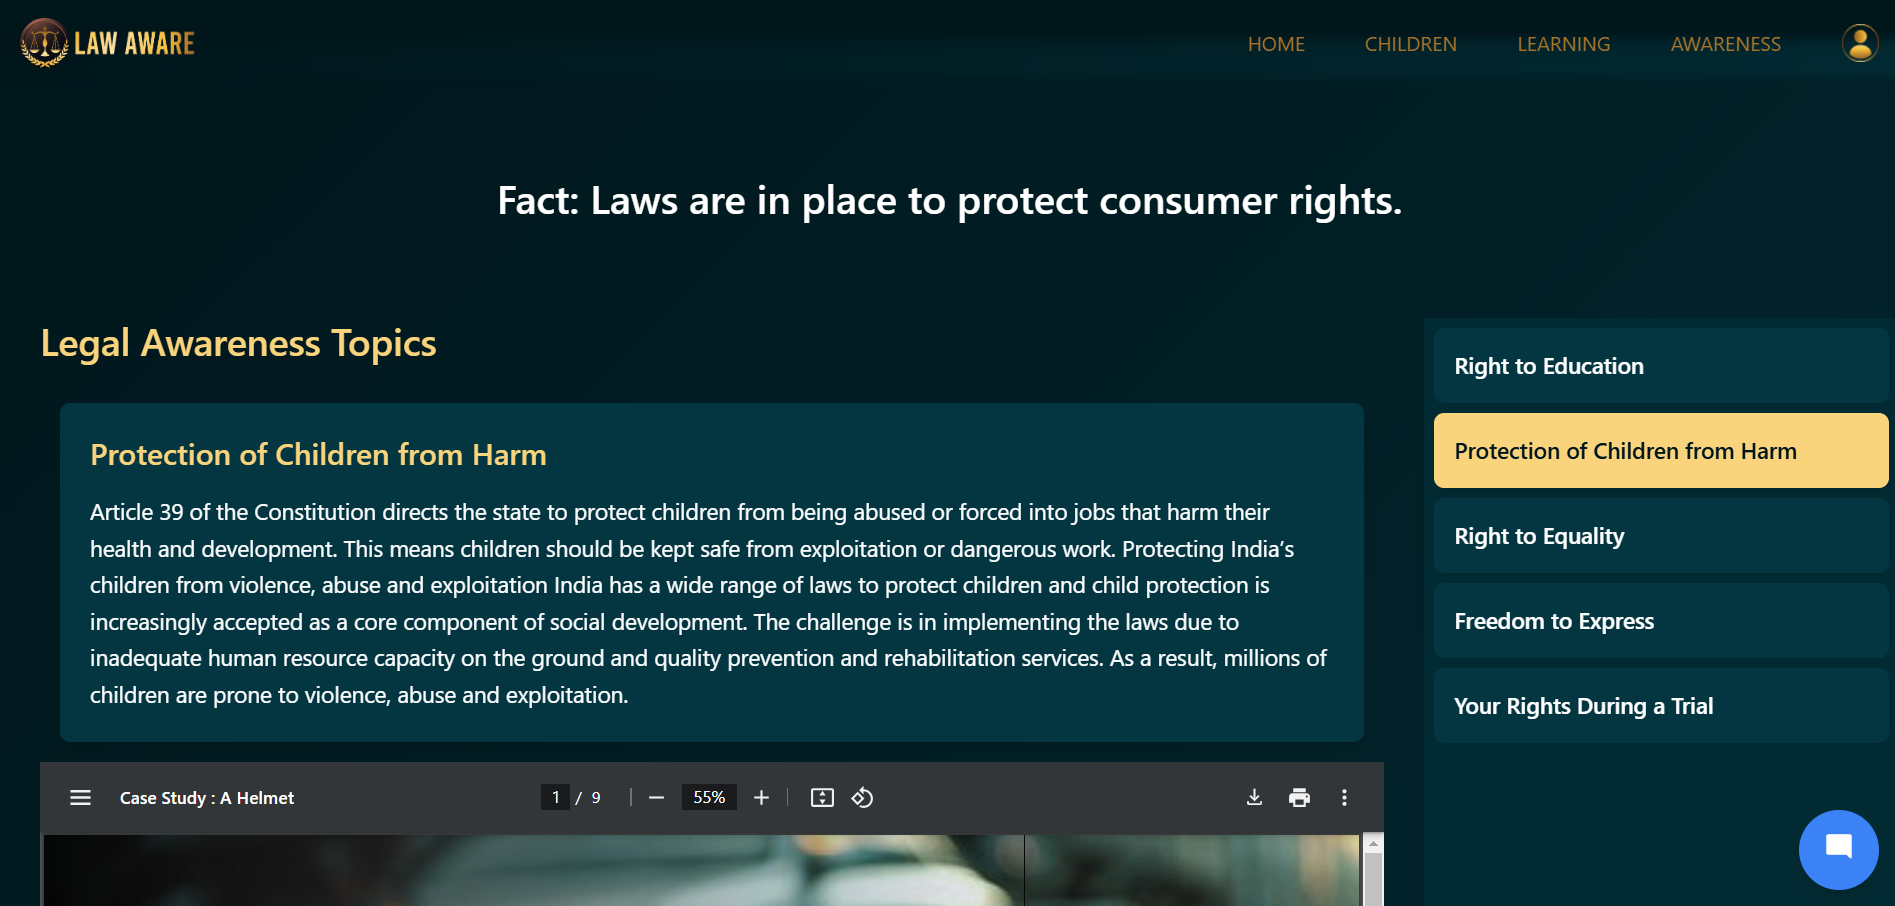 LAW AWARE
HOME
CHILDREN
LEARNING
AWARENESS
Fact: Laws are in place to protect consumer rights.
Legal Awareness Topics
Protection of Children from Harm
Article 39 of the Constitution directs the state to protect children from being abused or forced into jobs that harm their
health and development. This means children should be kept safe from exploitation or dangerous work. Protecting India’s
children from violence, abuse and exploitation India has a wide range of laws to protect children and child protection is
increasingly accepted as a core component of social development. The challenge is in implementing the laws due to
inadequate human resource capacity on the ground and quality prevention and rehabilitation services. As a result, millions of
children are prone to violence, abuse and exploitation.
Right to Education
Protection of Children from Harm
Right to Equality
Freedom to Express
Your Rights During a Trial
Case Study : A Helmet
1 / 9
55%